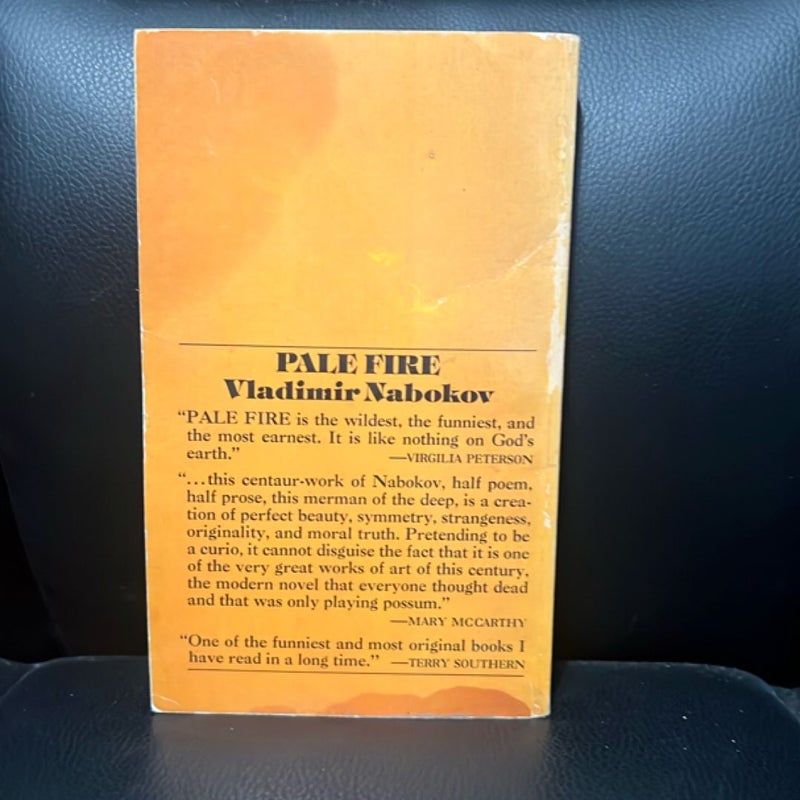 PALE FIRE
Vladimir Nabokov
“PALE FIRE is the wildest, the funniest, and
the most earnest. It is like nothing on God’s
earth.” —VIRGILIA PETERSON
“...this centaur-work of Nabokov, half poem,
half prose, this merman of the deep, is a crea-
tion of perfect beauty, symmetry, strangeness,
originality, and moral truth. Pretending to be
a curio, it cannot disguise the fact that it is one
of the very great works of art of this century,
the modern novel that everyone thought dead
and that was only playing possum.”
—MARY MCCARTHY
“One of the funniest and most original books I
have read in a long time.” —TERRY SOUTHERN